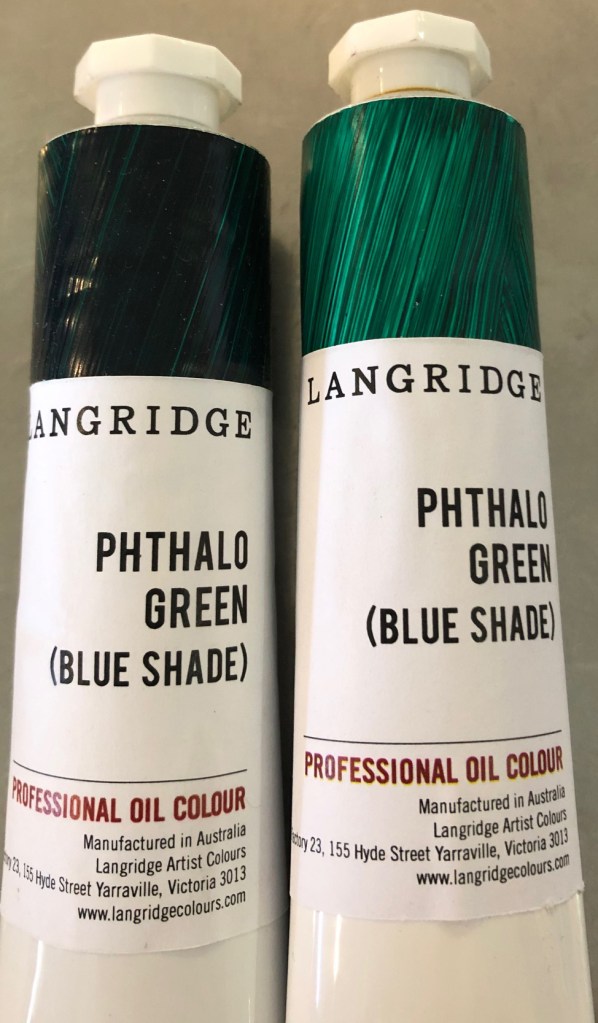 LANGRIDGE
PHTHALO
GREEN
(BLUE SHADE)
PROFESSIONAL OIL COLOUR
Manufactured in Australia
Langridge Artist Colours
23, 155 Hyde Street Yarraville, Victoria 3013
www.langridgecolours.com
LANGRIDGE
PHTHALO
GREEN
(BLUE SHADE)
PROFESSIONAL OIL COLOUR
Manufactured in Australia
Langridge Artist Colours
23, 155 Hyde Street Yarraville, Victoria 3013
www.langridgecolours.com